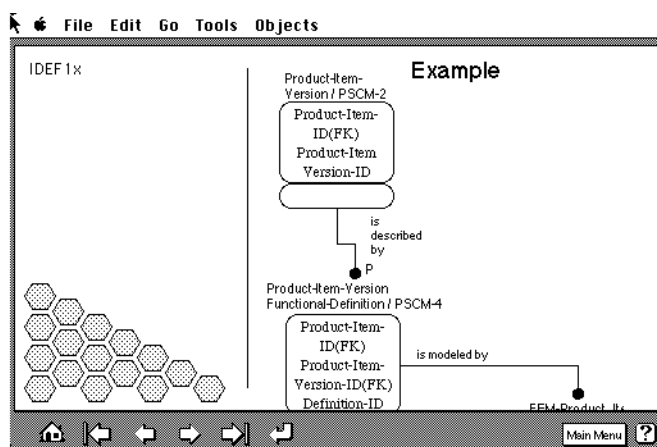 File Edit Go Tools Objects
IDEF1x
Example
Product-Item-
Version / PSCM-2
Product-Item-
ID(FK)
Product-Item
Version-ID
is
described
by
P
Product-Item-Version
Functional-Definition / PSCM-4
Product-Item-
ID(FK)
Product-Item-
Version-ID(FK)
Definition-ID
is modeled by
Main Menu ?